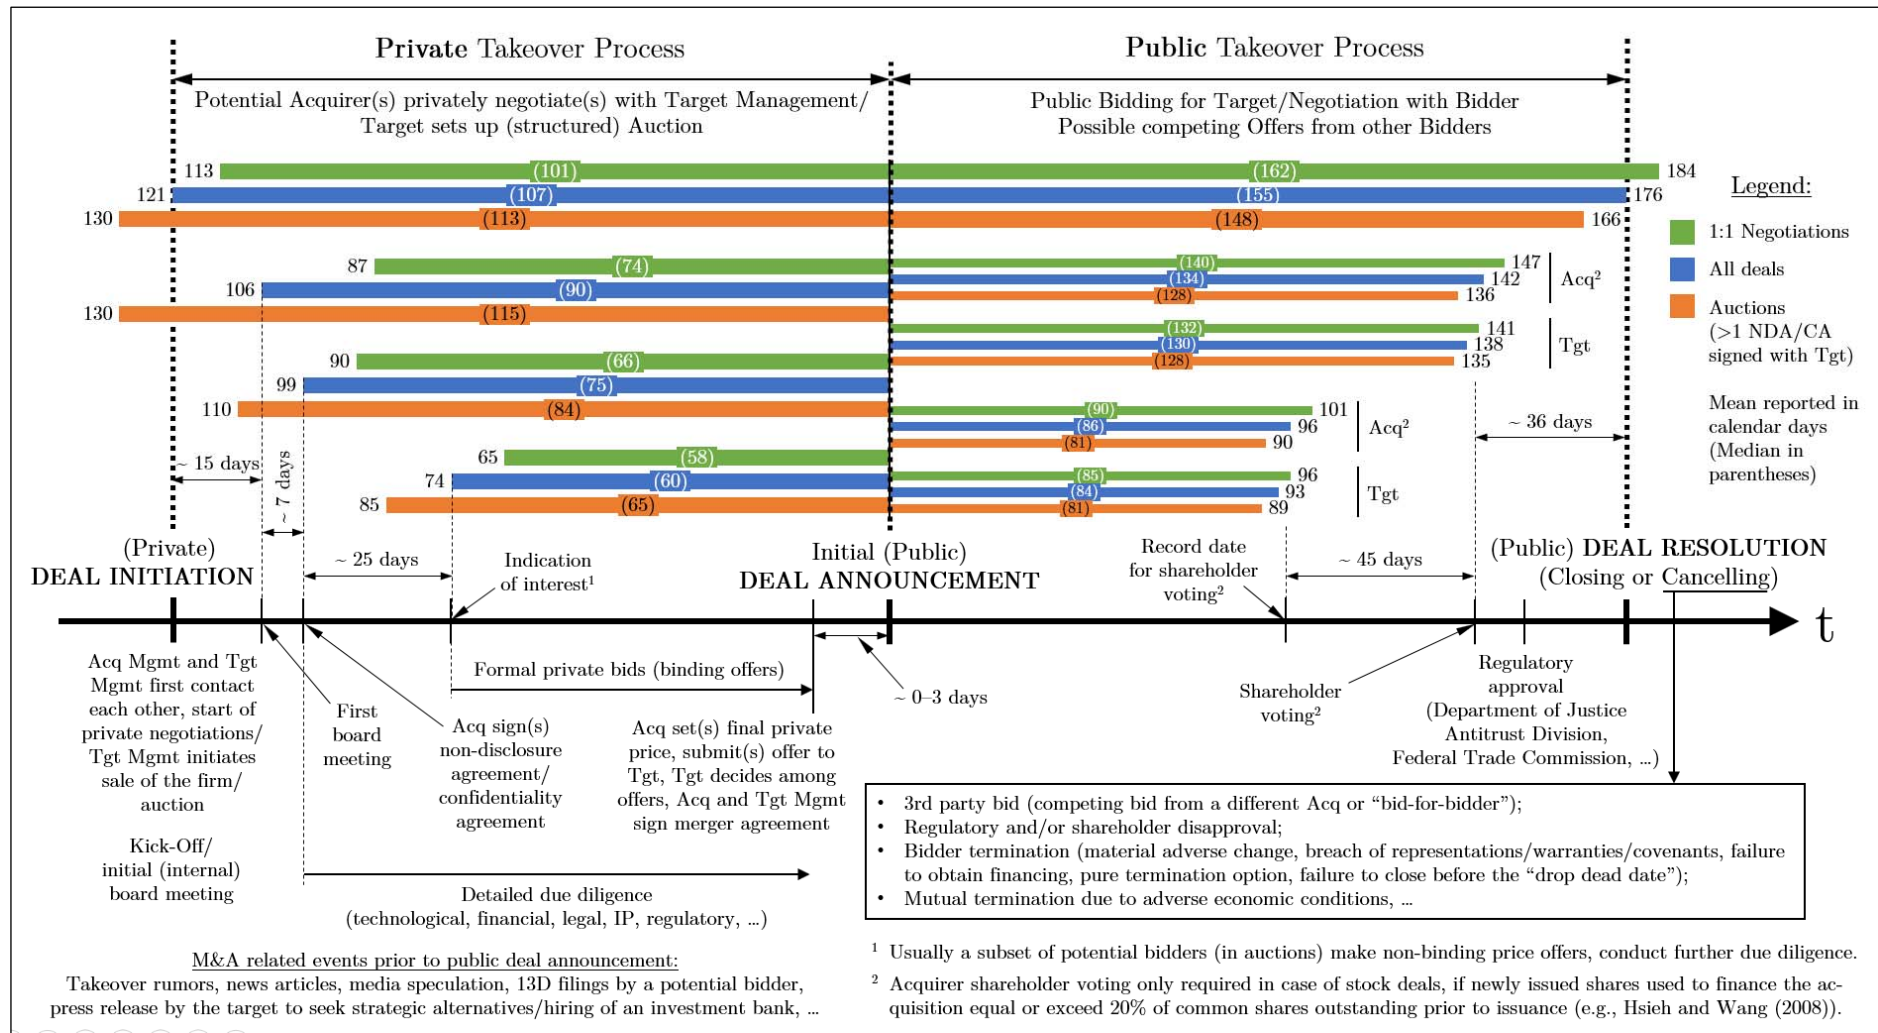 Private Takeover Process
Public Takeover Process
Potential Acquirer(s) privately negotiate(s) with Target Management/
Target sets up (structured) Auction
Public Bidding for Target/Negotiation with Bidder
Possible competing Offers from other Bidders
113 (101) (162) 184
121 (107) (155) 176
130 (113) (148) 166
87 (74) (140) 147
106 (90) (134) 142 Acq²
130 (115) (128) 136
(132) 141
(130) 138 Tgt
90 (66) (128) 135
99 (75)
110 (84) (90) 101
(86) 96 Acq²
(81) 90
65 (58) (85) 96
74 (60) (84) 93 Tgt
85 (65) (81) 89
Legend:
1:1 Negotiations
All deals
Auctions
(>1 NDA/CA
signed with Tgt)
Mean reported in
calendar days
(Median in
parentheses)
~ 15 days
~ 7 days
~ 25 days
~ 36 days
~ 45 days
(Private)
DEAL INITIATION
Indication
of interest¹
Initial (Public)
DEAL ANNOUNCEMENT
Record date
for shareholder
voting²
(Public) DEAL RESOLUTION
(Closing or Cancelling)
t
Acq Mgmt and Tgt
Mgmt first contact
each other, start of
private negotiations/
Tgt Mgmt initiates
sale of the firm/
auction
Kick-Off/
initial (internal)
board meeting
First
board
meeting
Formal private bids (binding offers)
Acq sign(s)
non-disclosure
agreement/
confidentiality
agreement
Acq set(s) final private
price, submit(s) offer to
Tgt, Tgt decides among
offers, Acq and Tgt Mgmt
sign merger agreement
~ 0–3 days
Shareholder
voting²
Regulatory
approval
(Department of Justice
Antitrust Division,
Federal Trade Commission, ...)
Detailed due diligence
(technological, financial, legal, IP, regulatory, ...)
• 3rd party bid (competing bid from a different Acq or “bid-for-bidder”);
• Regulatory and/or shareholder disapproval;
• Bidder termination (material adverse change, breach of representations/warranties/covenants, failure
to obtain financing, pure termination option, failure to close before the “drop dead date”);
• Mutual termination due to adverse economic conditions, ...
M&A related events prior to public deal announcement:
Takeover rumors, news articles, media speculation, 13D filings by a potential bidder,
press release by the target to seek strategic alternatives/hiring of an investment bank, ...
¹ Usually a subset of potential bidders (in auctions) make non-binding price offers, conduct further due diligence.
² Acquirer shareholder voting only required in case of stock deals, if newly issued shares used to finance the ac-
quisition equal or exceed 20% of common shares outstanding prior to issuance (e.g., Hsieh and Wang (2008)).